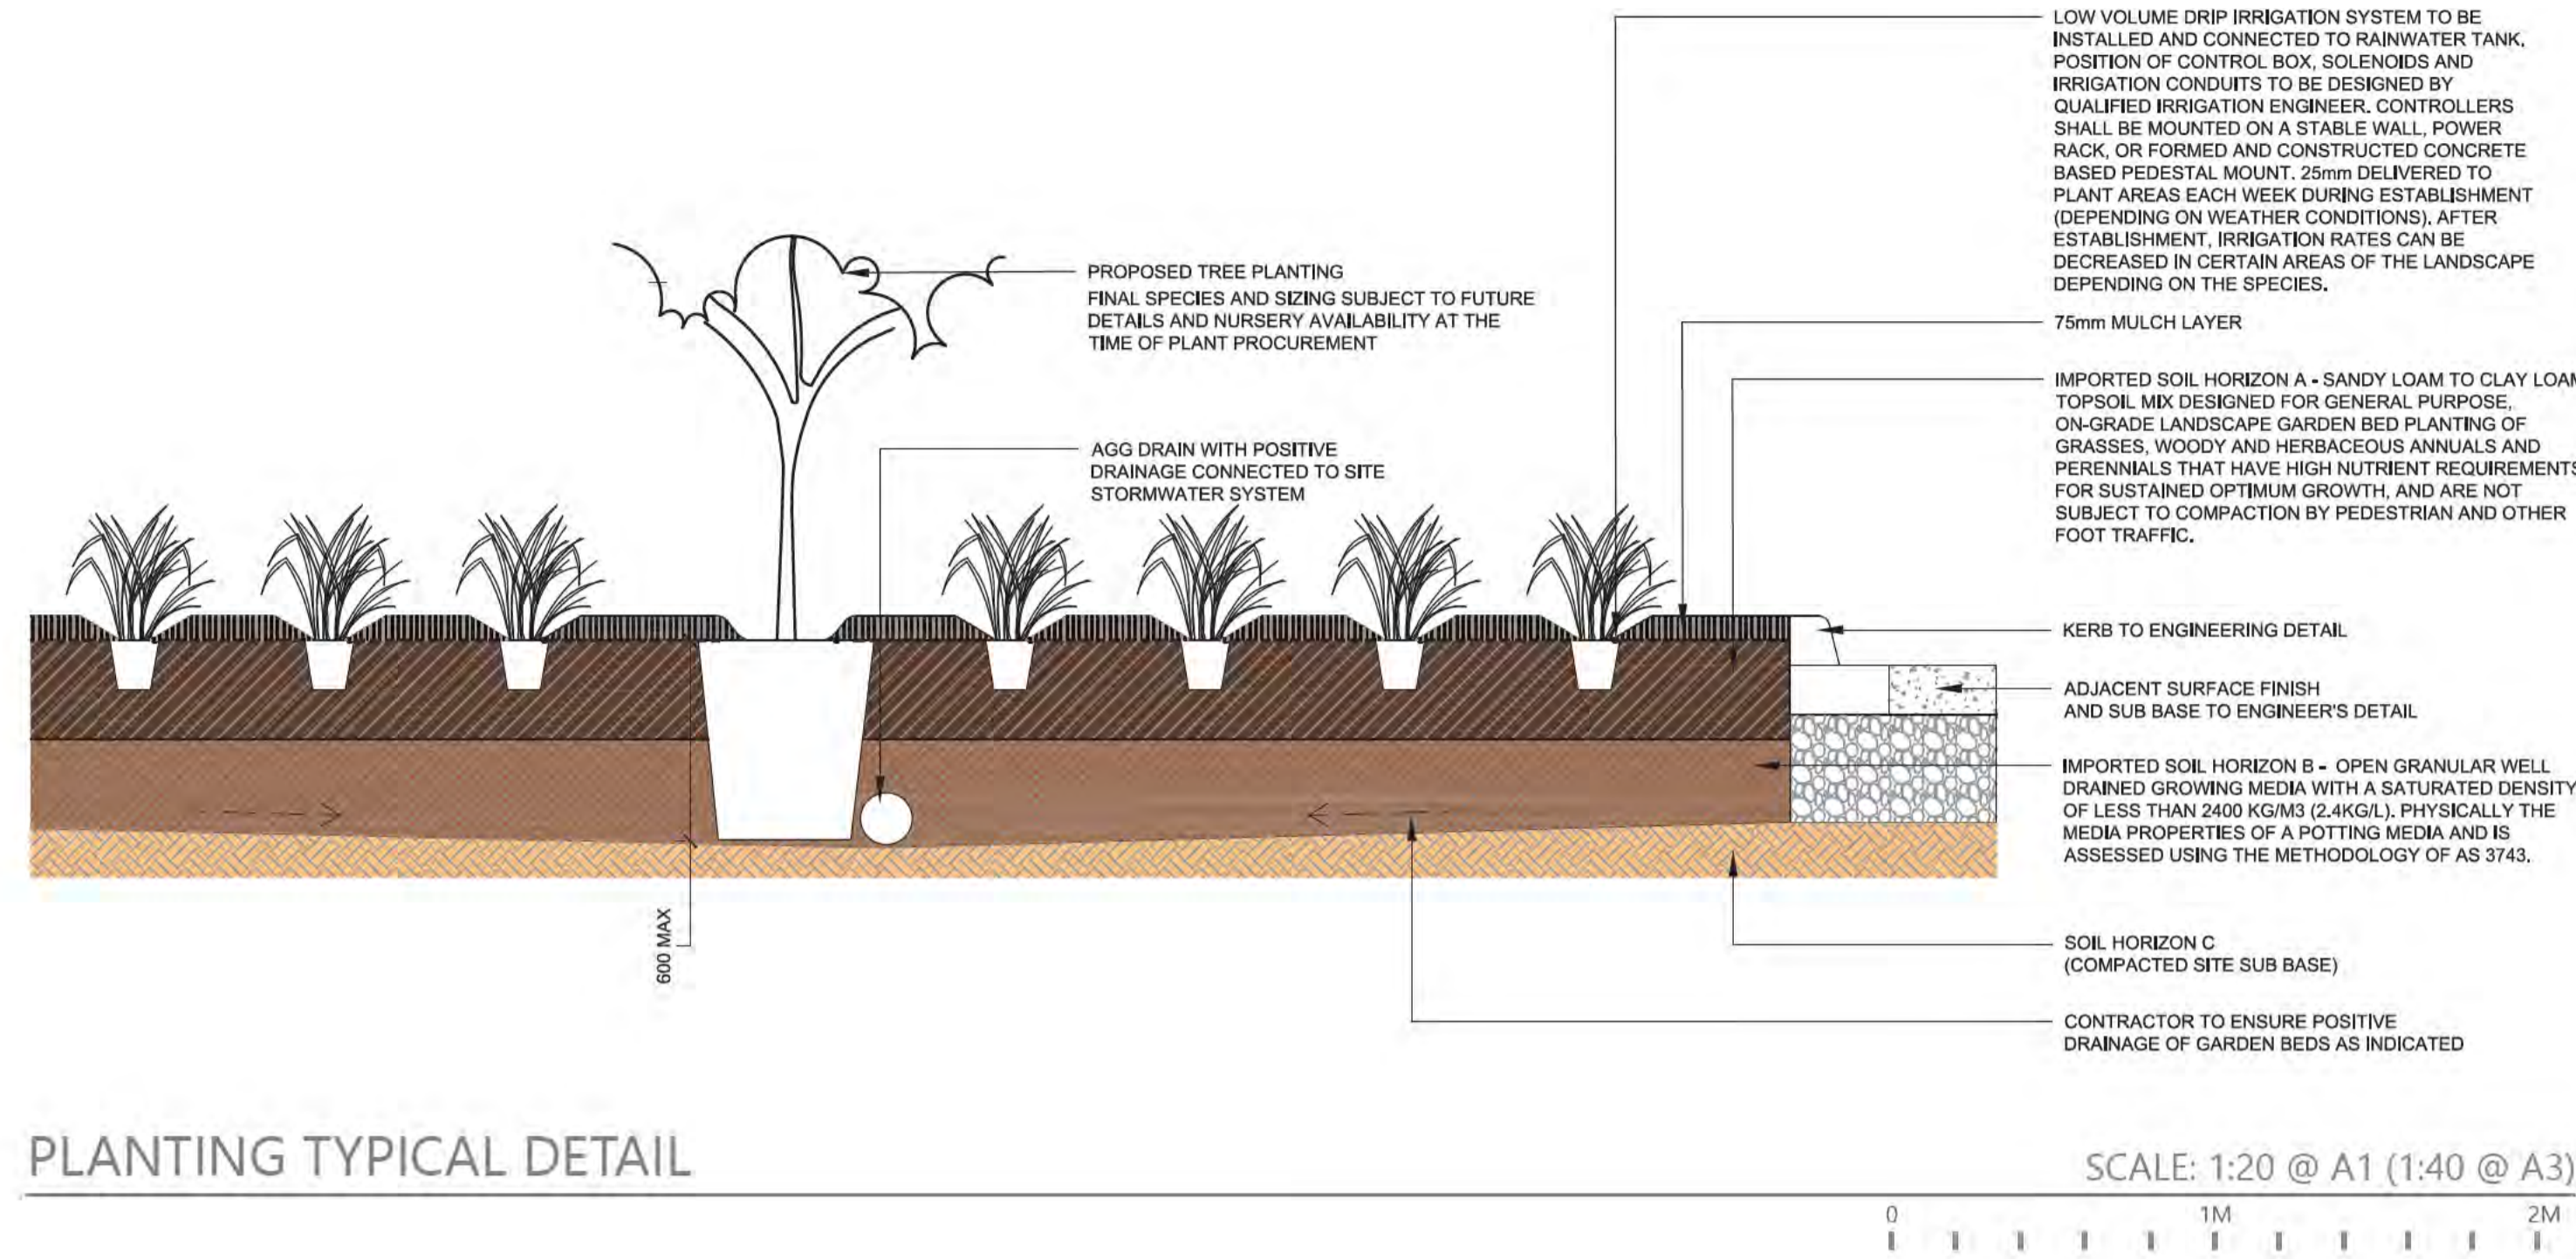 LOW VOLUME DRIP IRRIGATION SYSTEM TO BE
INSTALLED AND CONNECTED TO RAINWATER TANK.
POSITION OF CONTROL BOX, SOLENOIDS AND
IRRIGATION CONDUITS TO BE DESIGNED BY
QUALIFIED IRRIGATION ENGINEER. CONTROLLERS
SHALL BE MOUNTED ON A STABLE WALL, POWER
RACK, OR FORMED AND CONSTRUCTED CONCRETE
BASED PEDESTAL MOUNT. 25mm DELIVERED TO
PLANT AREAS EACH WEEK DURING ESTABLISHMENT
(DEPENDING ON WEATHER CONDITIONS). AFTER
ESTABLISHMENT, IRRIGATION RATES CAN BE
DECREASED IN CERTAIN AREAS OF THE LANDSCAPE
DEPENDING ON THE SPECIES.
PROPOSED TREE PLANTING
FINAL SPECIES AND SIZING SUBJECT TO FUTURE
DETAILS AND NURSERY AVAILABILITY AT THE
TIME OF PLANT PROCUREMENT
75mm MULCH LAYER
IMPORTED SOIL HORIZON A - SANDY LOAM TO CLAY LOAM
TOPSOIL MIX DESIGNED FOR GENERAL PURPOSE,
ON-GRADE LANDSCAPE GARDEN BED PLANTING OF
GRASSES, WOODY AND HERBACEOUS ANNUALS AND
PERENNIALS THAT HAVE HIGH NUTRIENT REQUIREMENTS
FOR SUSTAINED OPTIMUM GROWTH, AND ARE NOT
SUBJECT TO COMPACTION BY PEDESTRIAN AND OTHER
FOOT TRAFFIC.
AGG DRAIN WITH POSITIVE
DRAINAGE CONNECTED TO SITE
STORMWATER SYSTEM
KERB TO ENGINEERING DETAIL
ADJACENT SURFACE FINISH
AND SUB BASE TO ENGINEER'S DETAIL
IMPORTED SOIL HORIZON B - OPEN GRANULAR WELL
DRAINED GROWING MEDIA WITH A SATURATED DENSITY
OF LESS THAN 2400 KG/M3 (2.4KG/L). PHYSICALLY THE
MEDIA PROPERTIES OF A POTTING MEDIA AND IS
ASSESSED USING THE METHODOLOGY OF AS 3743.
600 MAX
SOIL HORIZON C
(COMPACTED SITE SUB BASE)
CONTRACTOR TO ENSURE POSITIVE
DRAINAGE OF GARDEN BEDS AS INDICATED
PLANTING TYPICAL DETAIL
SCALE: 1:20 @ A1 (1:40 @ A3)
0 1M 2M